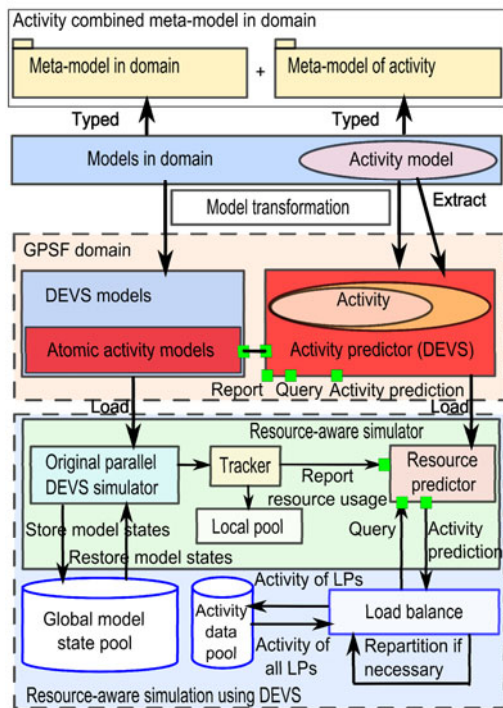 Activity combined meta-model in domain
Meta-model in domain
+
Meta-model of activity
Typed
Typed
Models in domain
Activity model
Extract
Model transformation
GPSF domain
DEVS models
Activity
Atomic activity models
Activity predictor (DEVS)
Report
Query
Activity prediction
Load
Load
Resource-aware simulator
Original parallel
DEVS simulator
Tracker
Report
resource usage
Resource
predictor
Local pool
Store model states
Restore model states
Query
Activity
prediction
Global model
state pool
Activity
data
pool
Activity of LPs
Activity of
all LPs
Load balance
Repartition if
necessary
Resource-aware simulation using DEVS